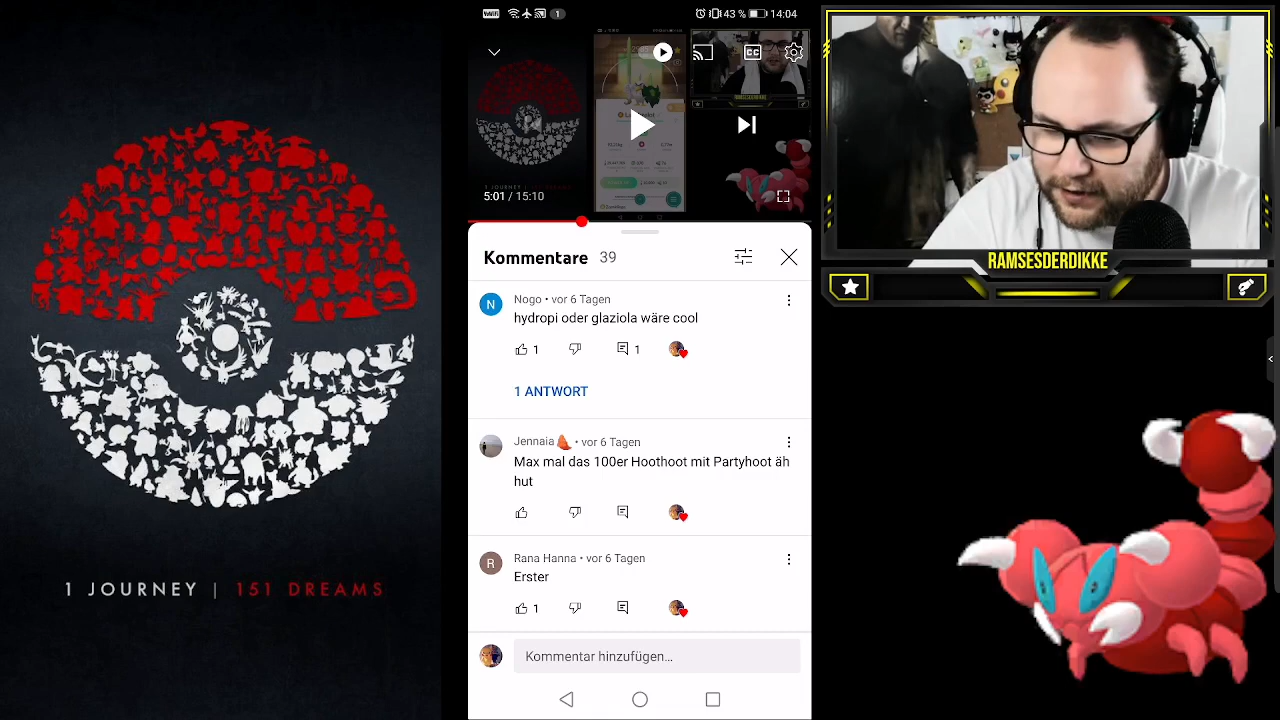 1 JOURNEY | 151 DREAMS
1
43 %
14:04
CC
5:01 / 15:10
Kommentare 39
N
Nogo • vor 6 Tagen
hydropi oder glaziola wäre cool
1
1
1 ANTWORT
Jennaia • vor 6 Tagen
Max mal das 100er Hoothoot mit Partyhoot äh
hut
R
Rana Hanna • vor 6 Tagen
Erster
1
Kommentar hinzufügen...
RAMSESDERDIKKE